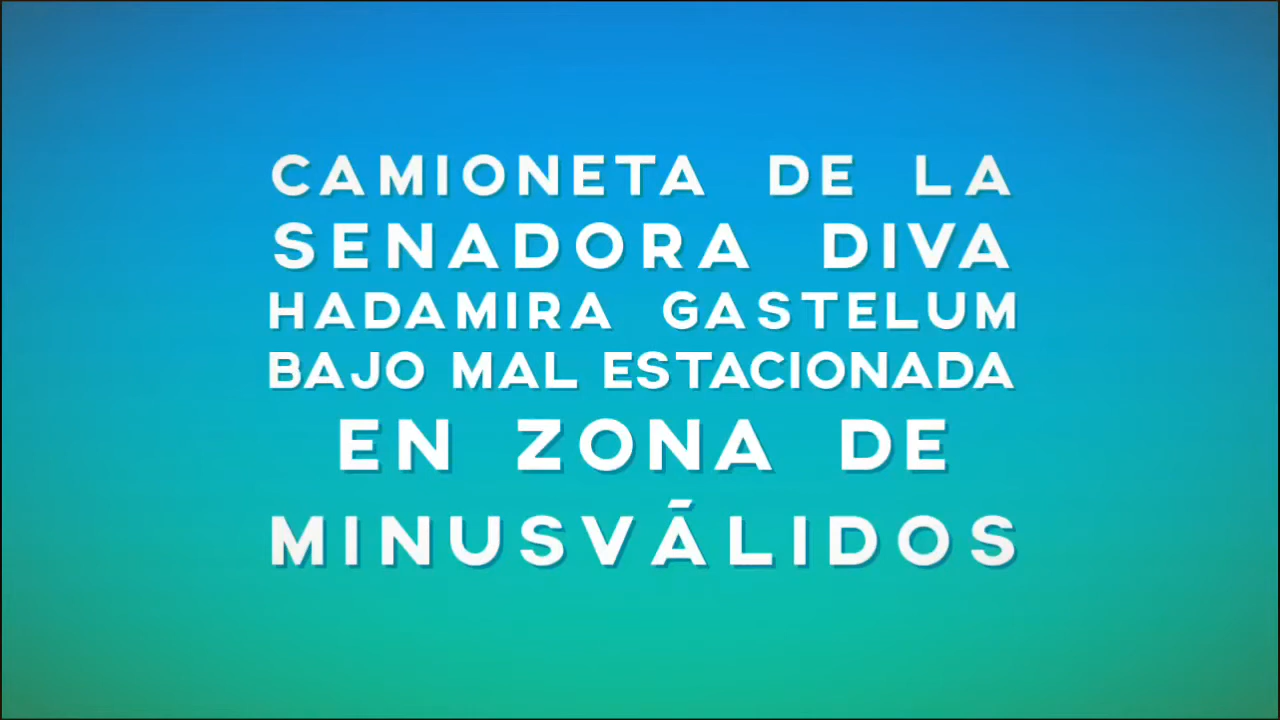 CAMIONETA DE LA
SENADORA DIVA
HADAMIRA GASTELUM
BAJO MAL ESTACIONADA
EN ZONA DE
MINUSVÁLIDOS